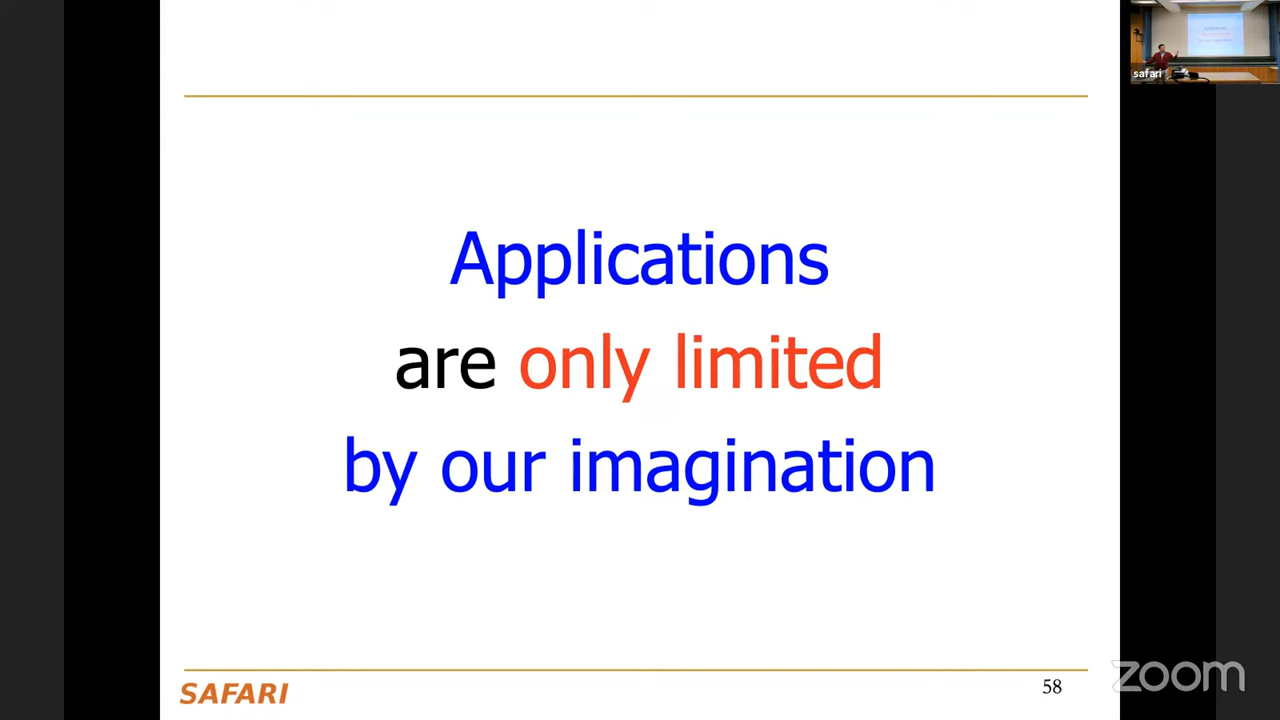 safari
Applications
are only limited
by our imagination
SAFARI
58
zoom